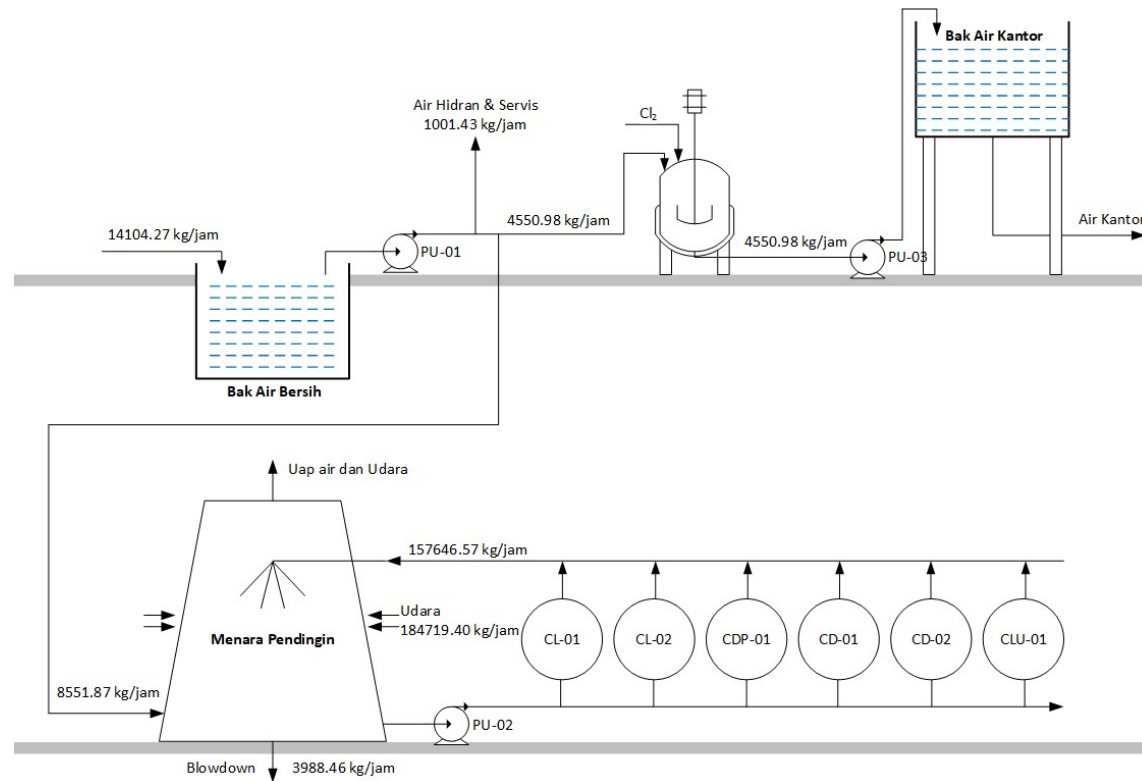 Bak Air Kantor
Air Hidran & Servis
1001.43 kg/jam
Cl₂
14104.27 kg/jam
4550.98 kg/jam
4550.98 kg/jam
Air Kantor
PU-01
PU-03
Bak Air Bersih
Uap air dan Udara
157646.57 kg/jam
Udara
184719.40 kg/jam
Menara Pendingin
CL-01
CL-02
CDP-01
CD-01
CD-02
CLU-01
8551.87 kg/jam
PU-02
Blowdown
3988.46 kg/jam